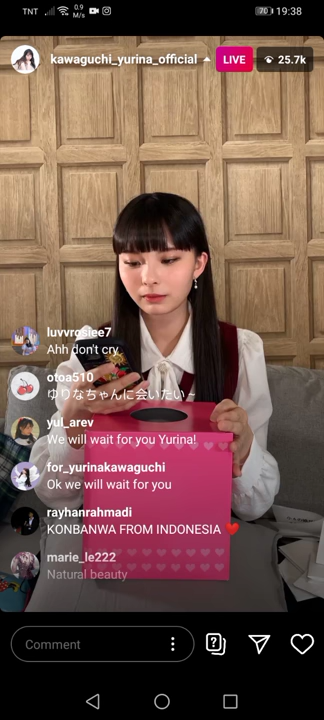 TNT
0.9
M/s
70
19:38
kawaguchi_yurina_official
LIVE
25.7k
luvvrosiee7
Ahh don't cry
otoa510
ゆりなちゃんに会いたい~
yul_arev
We will wait for you Yurina!
for_yurinakawaguchi
Ok we will wait for you
rayhanrahmadi
KONBANWA FROM INDONESIA ❤️
marie_le222
Natural beauty
Comment